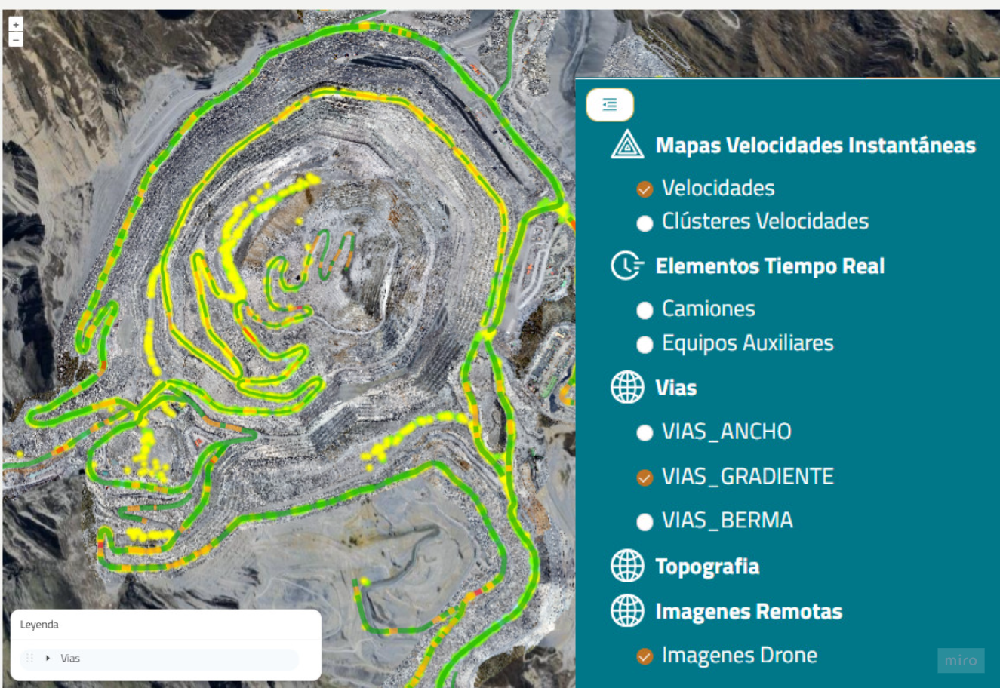 +
−
Mapas Velocidades Instantáneas
Velocidades
Clústeres Velocidades
Elementos Tiempo Real
Camiones
Equipos Auxiliares
Vias
VIAS_ANCHO
VIAS_GRADIENTE
VIAS_BERMA
Topografia
Imagenes Remotas
Imagenes Drone
Leyenda
Vias
miro